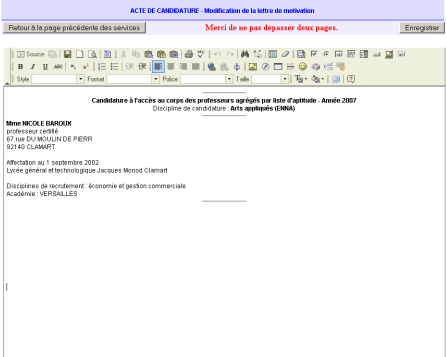 ACTE DE CANDIDATURE - Modification de la lettre de motivation
Retour à la page précédente des services
Merci de ne pas dépasser deux pages.
Enregistrer
Source
Style
Format
Police
Taille
Candidature à l'accès au corps des professeurs agrégés par liste d'aptitude - Année 2007
Discipline de candidature : Arts appliqués (ENNA)
Mme NICOLE BAROUX
professeur certifié
67 rue DU MOULIN DE PIERR
92140 CLAMART
Affectation au 1 septembre 2002
Lycée général et technologique Jacques Monod Clamart
Disciplines de recrutement : économie et gestion commerciale
Académie : VERSAILLES